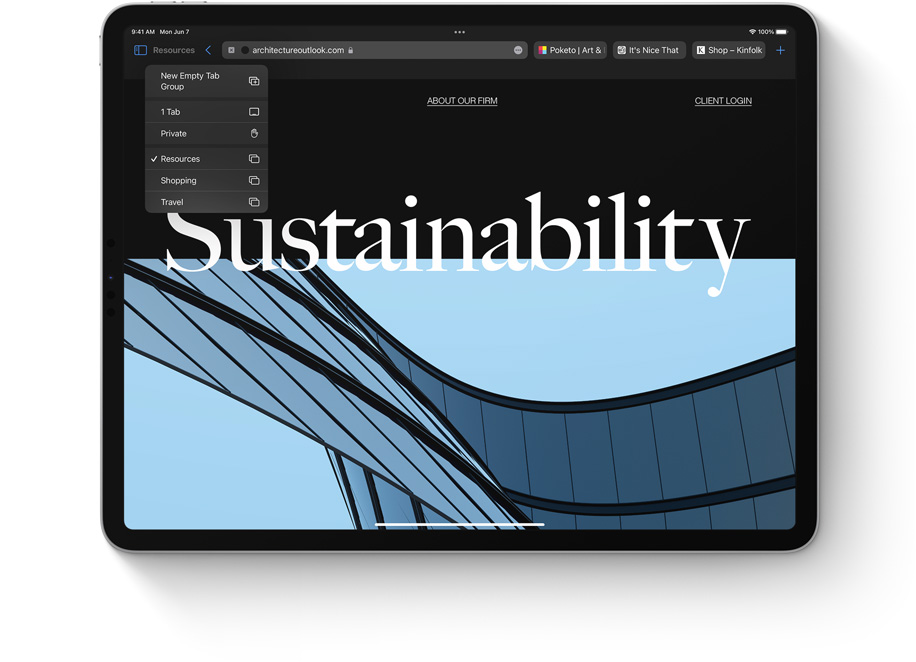 9:41 AM Mon Jun 7
100%
Resources
architectureoutlook.com
Poketo | Art &
It's Nice That
K Shop – Kinfolk
New Empty Tab
Group
1 Tab
Private
Resources
Shopping
Travel
ABOUT OUR FIRM
CLIENT LOGIN
Sustainability